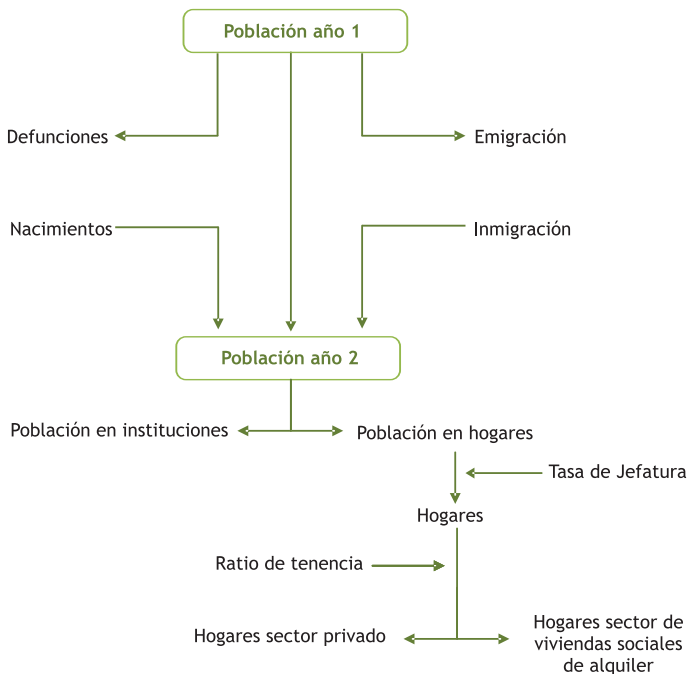 Población año 1
Defunciones
Emigración
Nacimientos
Inmigración
Población año 2
Población en instituciones
Población en hogares
Tasa de Jefatura
Hogares
Ratio de tenencia
Hogares sector privado
Hogares sector de
viviendas sociales
de alquiler